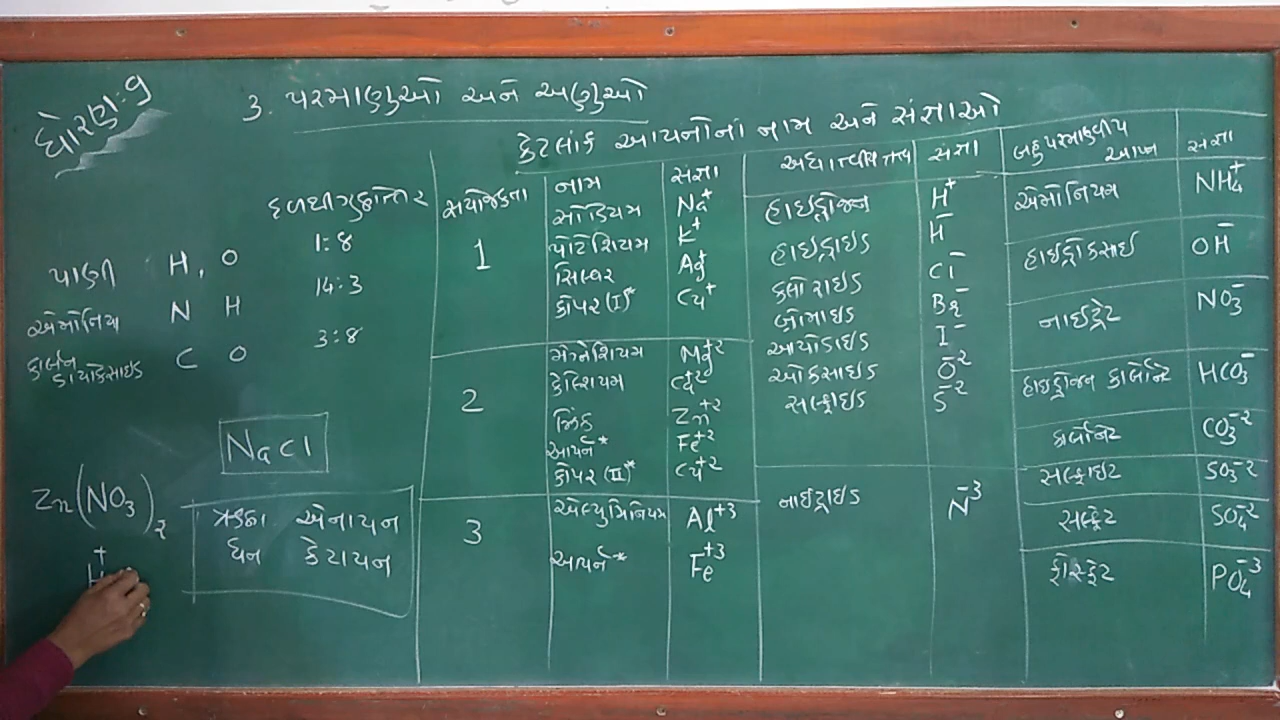 ધોરણ: 9
3. પરમાણુઓ અને અણુઓ
કેટલાંક આયનોનાં નામ અને સંજ્ઞાઓ
દળથી ગુણોત્તર
પાણી H, O 1:8
એમોનિયા N H 14:3
કાર્બન ડાયોકસાઇડ C O 3:8
NaCl
Zn(NO3)2
ઋણ એનાયન
ધન કેટાયન
H+
સંયોજકતા નામ સંજ્ઞા અધાત્વીય તત્વ સંજ્ઞા બહુપરમાણ્વીય આયન સંજ્ઞા
1
સોડિયમ Na+
પોટેશિયમ K+
સિલ્વર Ag+
કોપર (I)* Cu+
હાઇડ્રોજન H+
હાઇડ્રાઇડ H-
કલોરાઇડ Cl-
બ્રોમાઇડ Br-
આયોડાઇડ I-
ઓકસાઇડ O-2
સલ્ફાઇડ S-2
એમોનિયમ NH4+
હાઇડ્રોકસાઇ OH-
નાઇટ્રેટ NO3-
હાઇડ્રોજન કાર્બોનેટ HCO3-
2
મેગ્નેશિયમ Mg+2
કેલ્શિયમ Ca+2
ઝિંક Zn+2
આયર્ન* Fe+2
કોપર (II)* Cu+2
કાર્બોનેટ CO3-2
સલ્ફાઇટ SO3-2
સલ્ફેટ SO4-2
3
એલ્યુમિનિયમ Al+3
આયર્ન* Fe+3
નાઇટ્રાઇડ N-3
ફોસ્ફેટ PO4-3